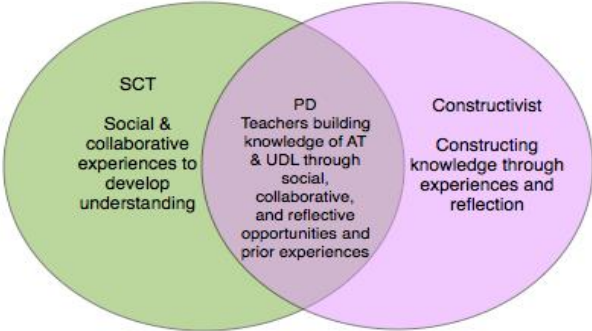 SCT
Social &
collaborative
experiences to
develop
understanding
PD
Teachers building
knowledge of AT
& UDL through
social,
collaborative,
and reflective
opportunities and
prior experiences
Constructivist
Constructing
knowledge through
experiences and
reflection